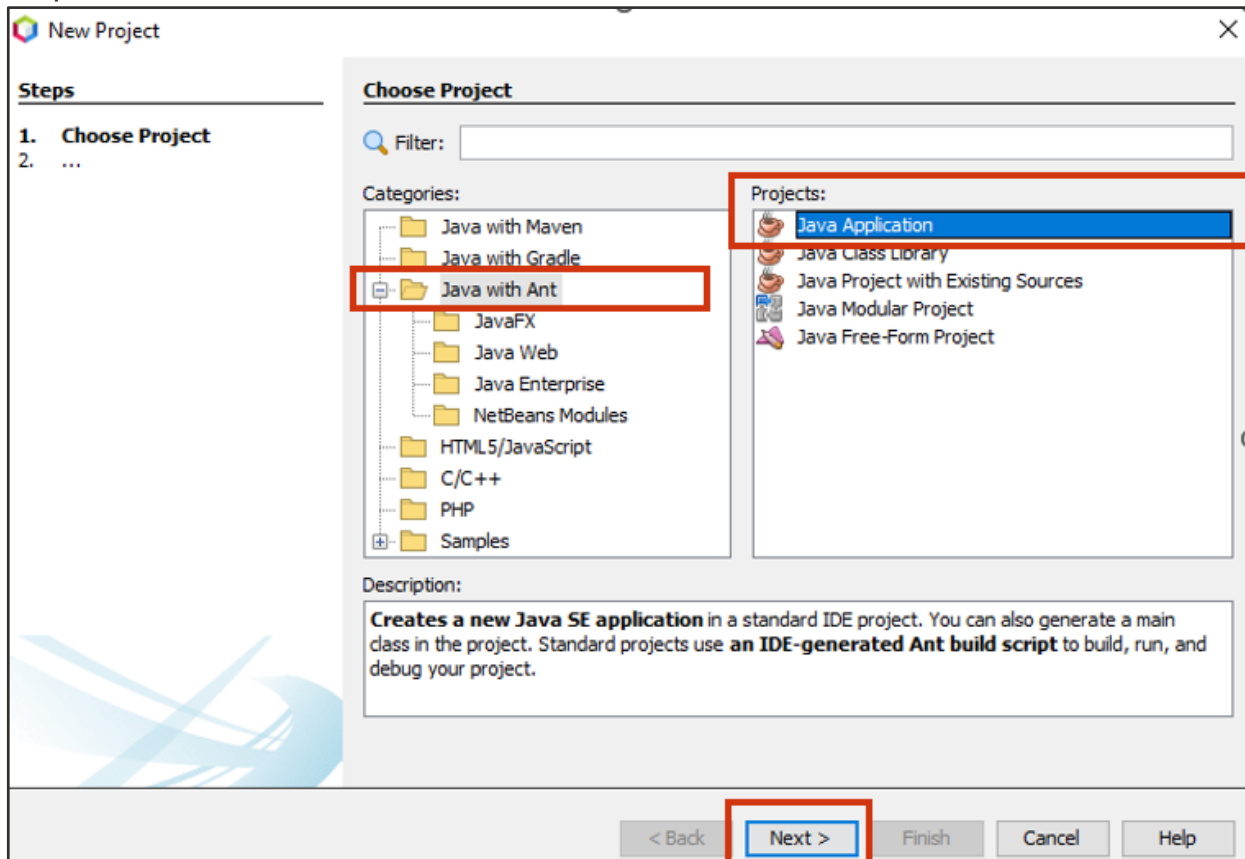 New Project
Steps
1. Choose Project
2. ...
Choose Project
Filter:
Categories:
Java with Maven
Java with Gradle
Java with Ant
JavaFX
Java Web
Java Enterprise
NetBeans Modules
HTML5/JavaScript
C/C++
PHP
Samples
Projects:
Java Application
Java Class Library
Java Project with Existing Sources
Java Modular Project
Java Free-Form Project
Description:
Creates a new Java SE application in a standard IDE project. You can also generate a main
class in the project. Standard projects use an IDE-generated Ant build script to build, run, and
debug your project.
< Back
Next >
Finish
Cancel
Help